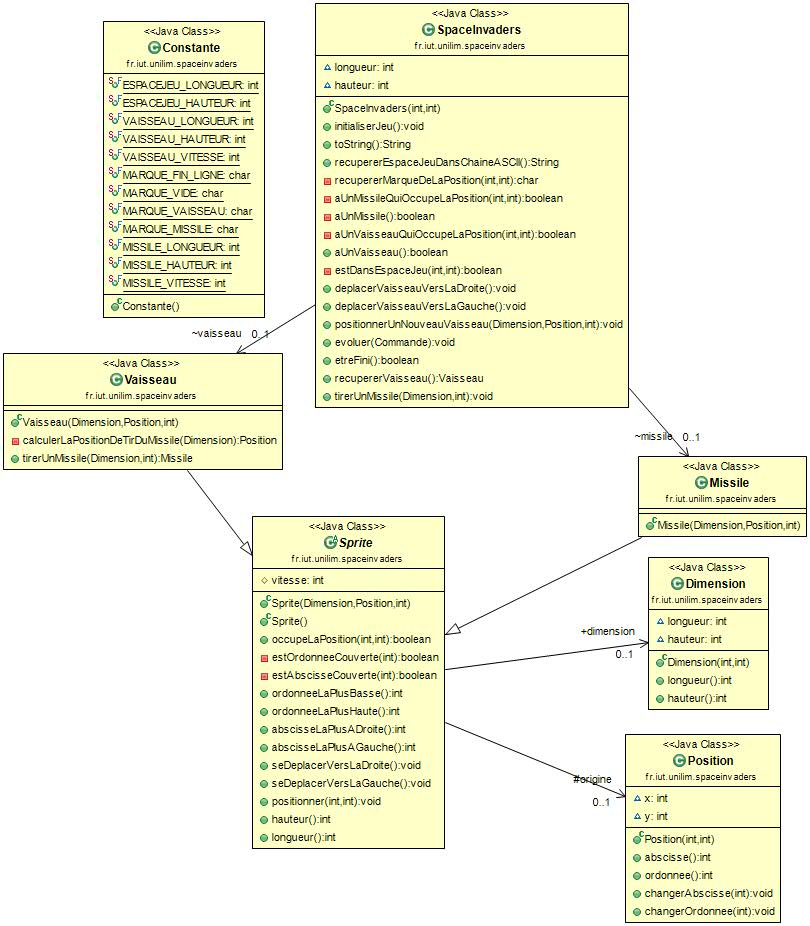 <<Java Class>>
Constante
fr.iut.unilim.spaceinvaders
ESPACEJEU_LONGUEUR: int
ESPACEJEU_HAUTEUR: int
VAISSEAU_LONGUEUR: int
VAISSEAU_HAUTEUR: int
VAISSEAU_VITESSE: int
MARQUE_FIN_LIGNE: char
MARQUE_VIDE: char
MARQUE_VAISSEAU: char
MARQUE_MISSILE: char
MISSILE_LONGUEUR: int
MISSILE_HAUTEUR: int
MISSILE_VITESSE: int
Constante()
<<Java Class>>
SpaceInvaders
fr.iut.unilim.spaceinvaders
longueur: int
hauteur: int
SpaceInvaders(int,int)
initialiserJeu():void
toString():String
recupererEspaceJeuDansChaineASCII():String
recupererMarqueDeLaPosition(int,int):char
aUnMissileQuiOccupeLaPosition(int,int):boolean
aUnMissile():boolean
aUnVaisseauQuiOccupeLaPosition(int,int):boolean
aUnVaisseau():boolean
estDansEspaceJeu(int,int):boolean
deplacerVaisseauVersLaDroite():void
deplacerVaisseauVersLaGauche():void
positionnerUnNouveauVaisseau(Dimension,Position,int):void
evoluer(Commande):void
etreFini():boolean
recupererVaisseau():Vaisseau
tirerUnMissile(Dimension,int):void
~vaisseau 0..1
<<Java Class>>
Vaisseau
fr.iut.unilim.spaceinvaders
Vaisseau(Dimension,Position,int)
calculerLaPositionDeTirDuMissile(Dimension):Position
tirerUnMissile(Dimension,int):Missile
~missile 0..1
<<Java Class>>
Missile
fr.iut.unilim.spaceinvaders
Missile(Dimension,Position,int)
<<Java Class>>
Sprite
fr.iut.unilim.spaceinvaders
vitesse: int
Sprite(Dimension,Position,int)
Sprite()
occupeLaPosition(int,int):boolean
estOrdonneeCouverte(int):boolean
estAbscisseCouverte(int):boolean
ordonneeLaPlusBasse():int
ordonneeLaPlusHaute():int
abscisseLaPlusADroite():int
abscisseLaPlusAGauche():int
seDeplacerVersLaDroite():void
seDeplacerVersLaGauche():void
positionner(int,int):void
hauteur():int
longueur():int
+dimension
0..1
<<Java Class>>
Dimension
fr.iut.unilim.spaceinvaders
longueur: int
hauteur: int
Dimension(int,int)
longueur():int
hauteur():int
#origine
0..1
<<Java Class>>
Position
fr.iut.unilim.spaceinvaders
x: int
y: int
Position(int,int)
abscisse():int
ordonnee():int
changerAbscisse(int):void
changerOrdonnee(int):void